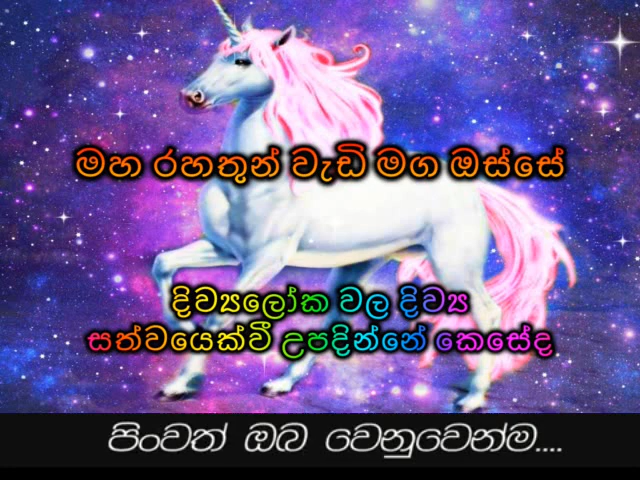 මහ රහතුන් වැඩි මග ඔස්සේ
දිව්‍යලෝක වල දිව්‍ය
සත්වයෙක්වී උපදින්නේ කෙසේද
පිංවත් ඔබ වෙනුවෙන්ම....